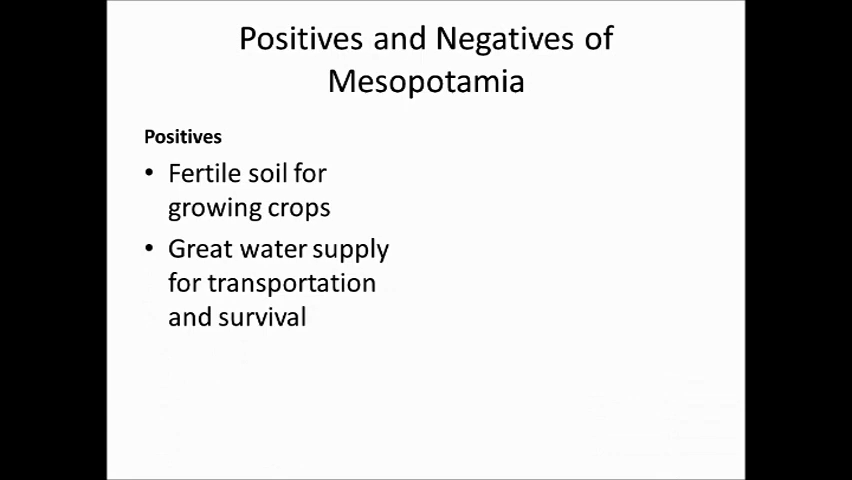 Positives and Negatives of
Mesopotamia
Positives
• Fertile soil for
growing crops
• Great water supply
for transportation
and survival